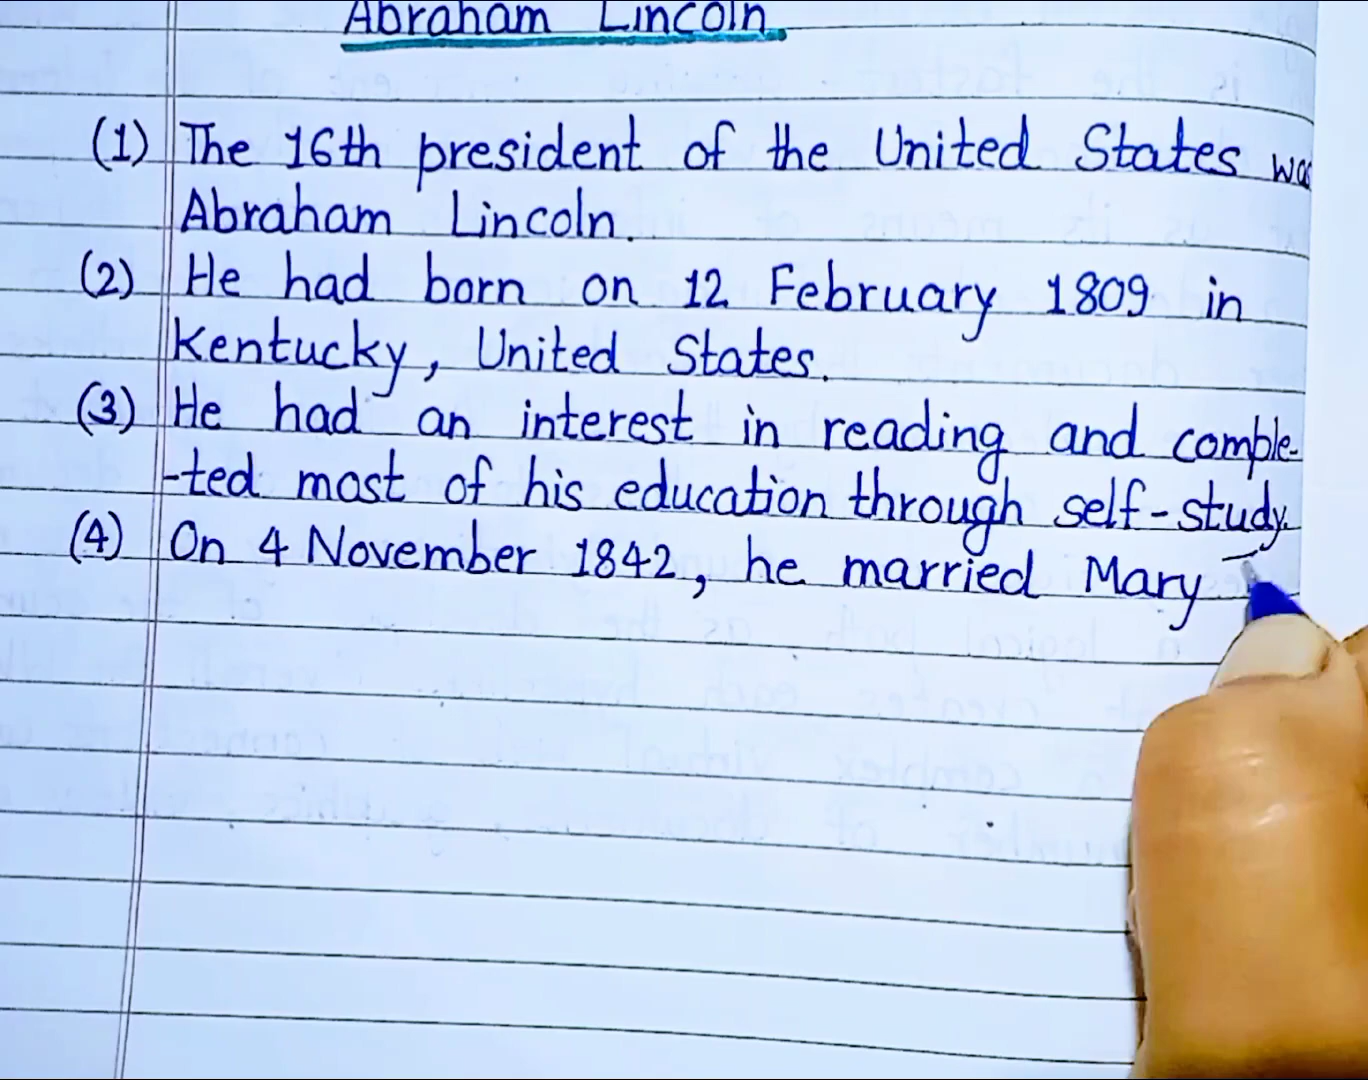 Abraham Lincoln
(1) The 16th president of the United States was
Abraham Lincoln.
(2) He had born on 12 February 1809 in
Kentucky, United States.
(3) He had an interest in reading and comple-
-ted most of his education through self-study.
(4) On 4 November 1842, he married Mary